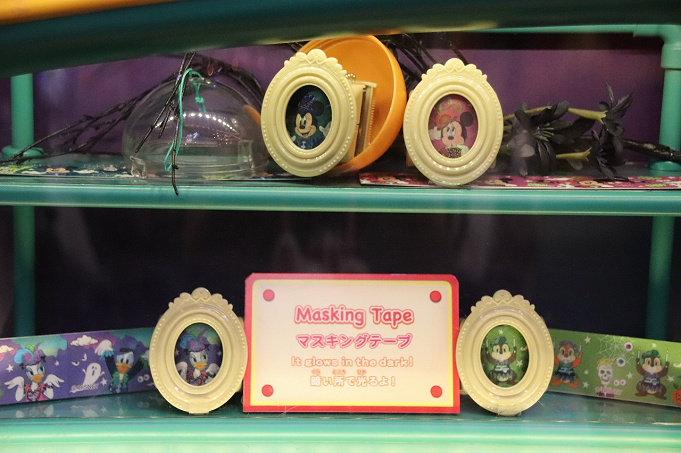 Masking Tape
マスキングテープ
It glows in the dark!
暗い所で光るよ！